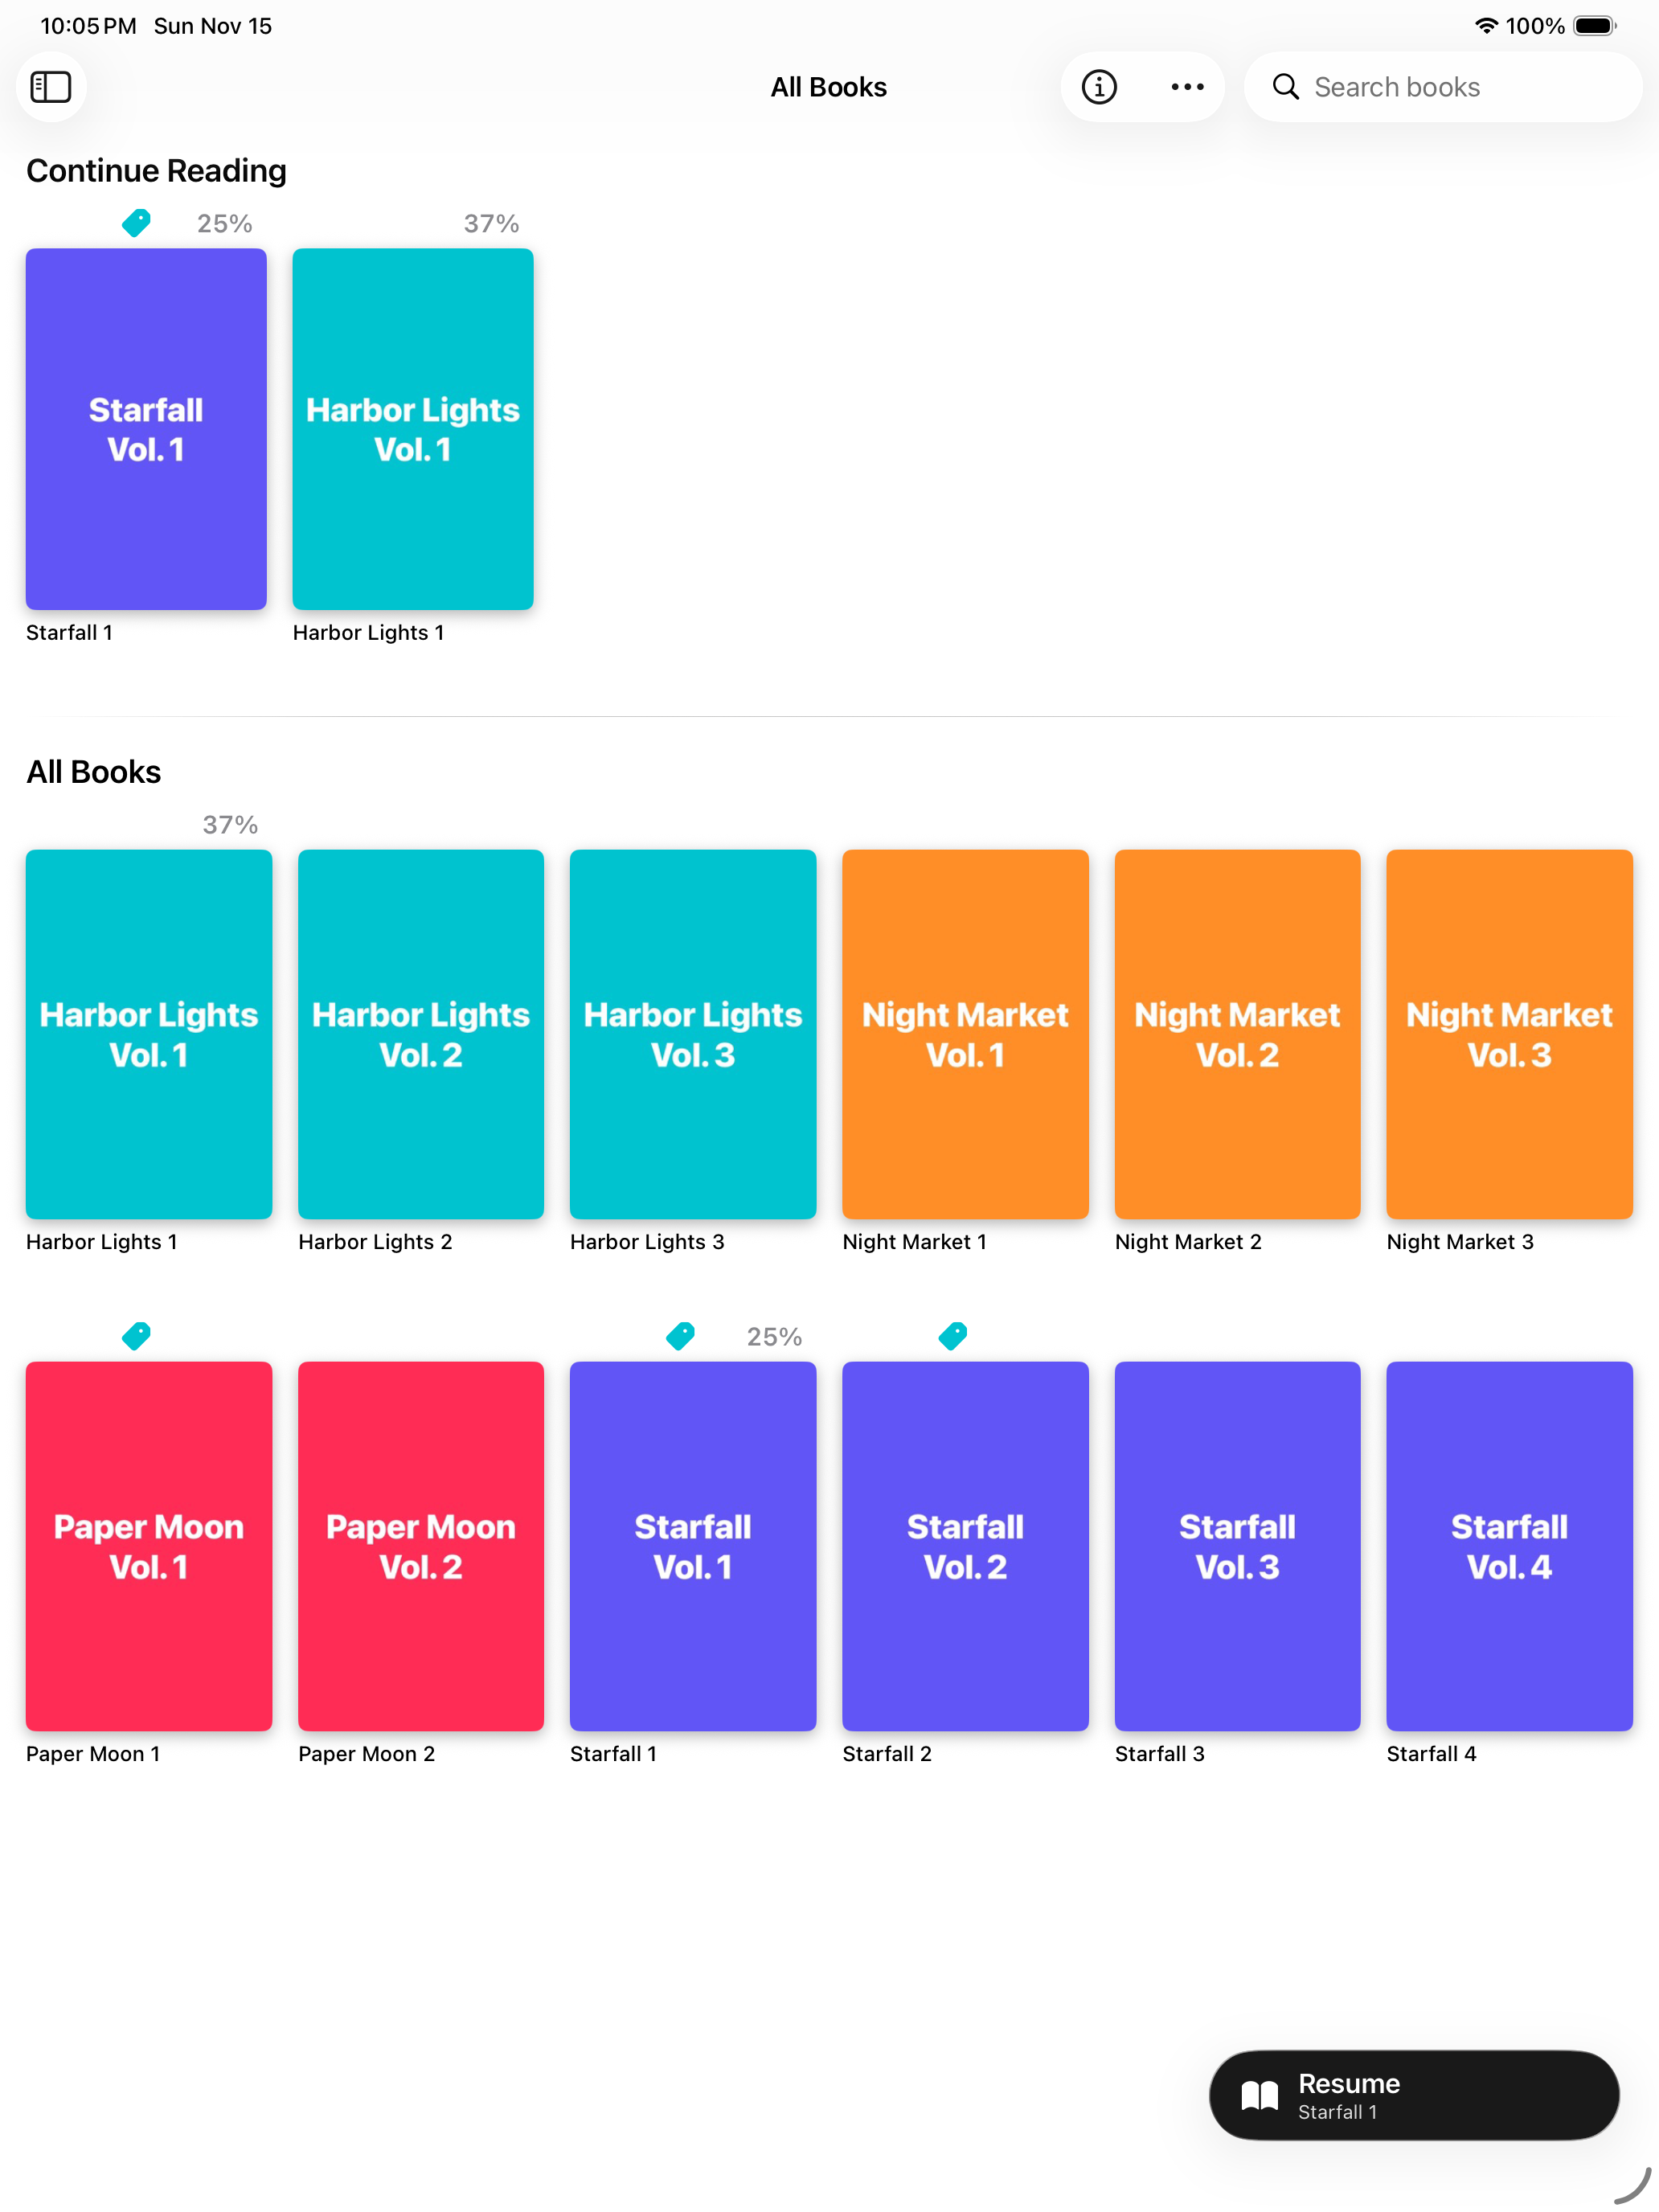 10:05 PM Sun Nov 15
100%
All Books
Search books
Continue Reading
25%
37%
Starfall
Vol. 1
Harbor Lights
Vol. 1
Starfall 1
Harbor Lights 1
All Books
37%
Harbor Lights
Vol. 1
Harbor Lights
Vol. 2
Harbor Lights
Vol. 3
Night Market
Vol. 1
Night Market
Vol. 2
Night Market
Vol. 3
Harbor Lights 1
Harbor Lights 2
Harbor Lights 3
Night Market 1
Night Market 2
Night Market 3
25%
Paper Moon
Vol. 1
Paper Moon
Vol. 2
Starfall
Vol. 1
Starfall
Vol. 2
Starfall
Vol. 3
Starfall
Vol. 4
Paper Moon 1
Paper Moon 2
Starfall 1
Starfall 2
Starfall 3
Starfall 4
Resume
Starfall 1